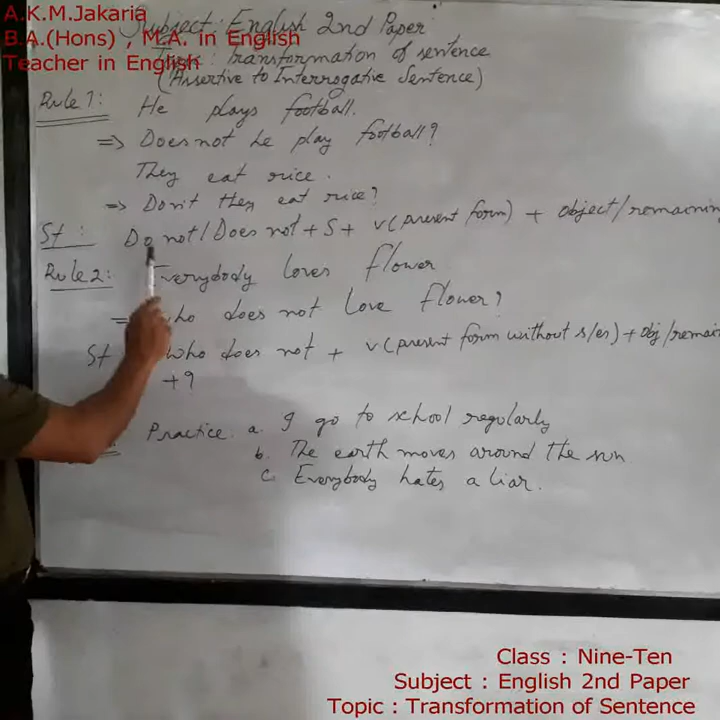 A.K.M.Jakaria
B.A.(Hons) , M.A. in English
Teacher in English
Subject: English 2nd Paper
: Transformation of sentence
(Assertive to Interrogative Sentence)
Rule 1: He plays football.
=> Does not he play football?
They eat rice.
=> Don't they eat rice?
St: Do not/Does not + S + v(present form) + object/remaining
Rule 2: Everybody loves flower
=> who does not love flower?
St who does not + v(present form without s/es) + obj/remai
+?
Practice a. I go to school regularly
b. The earth moves around the sun
c. Everybody hates a liar.
Class : Nine-Ten
Subject : English 2nd Paper
Topic : Transformation of Sentence